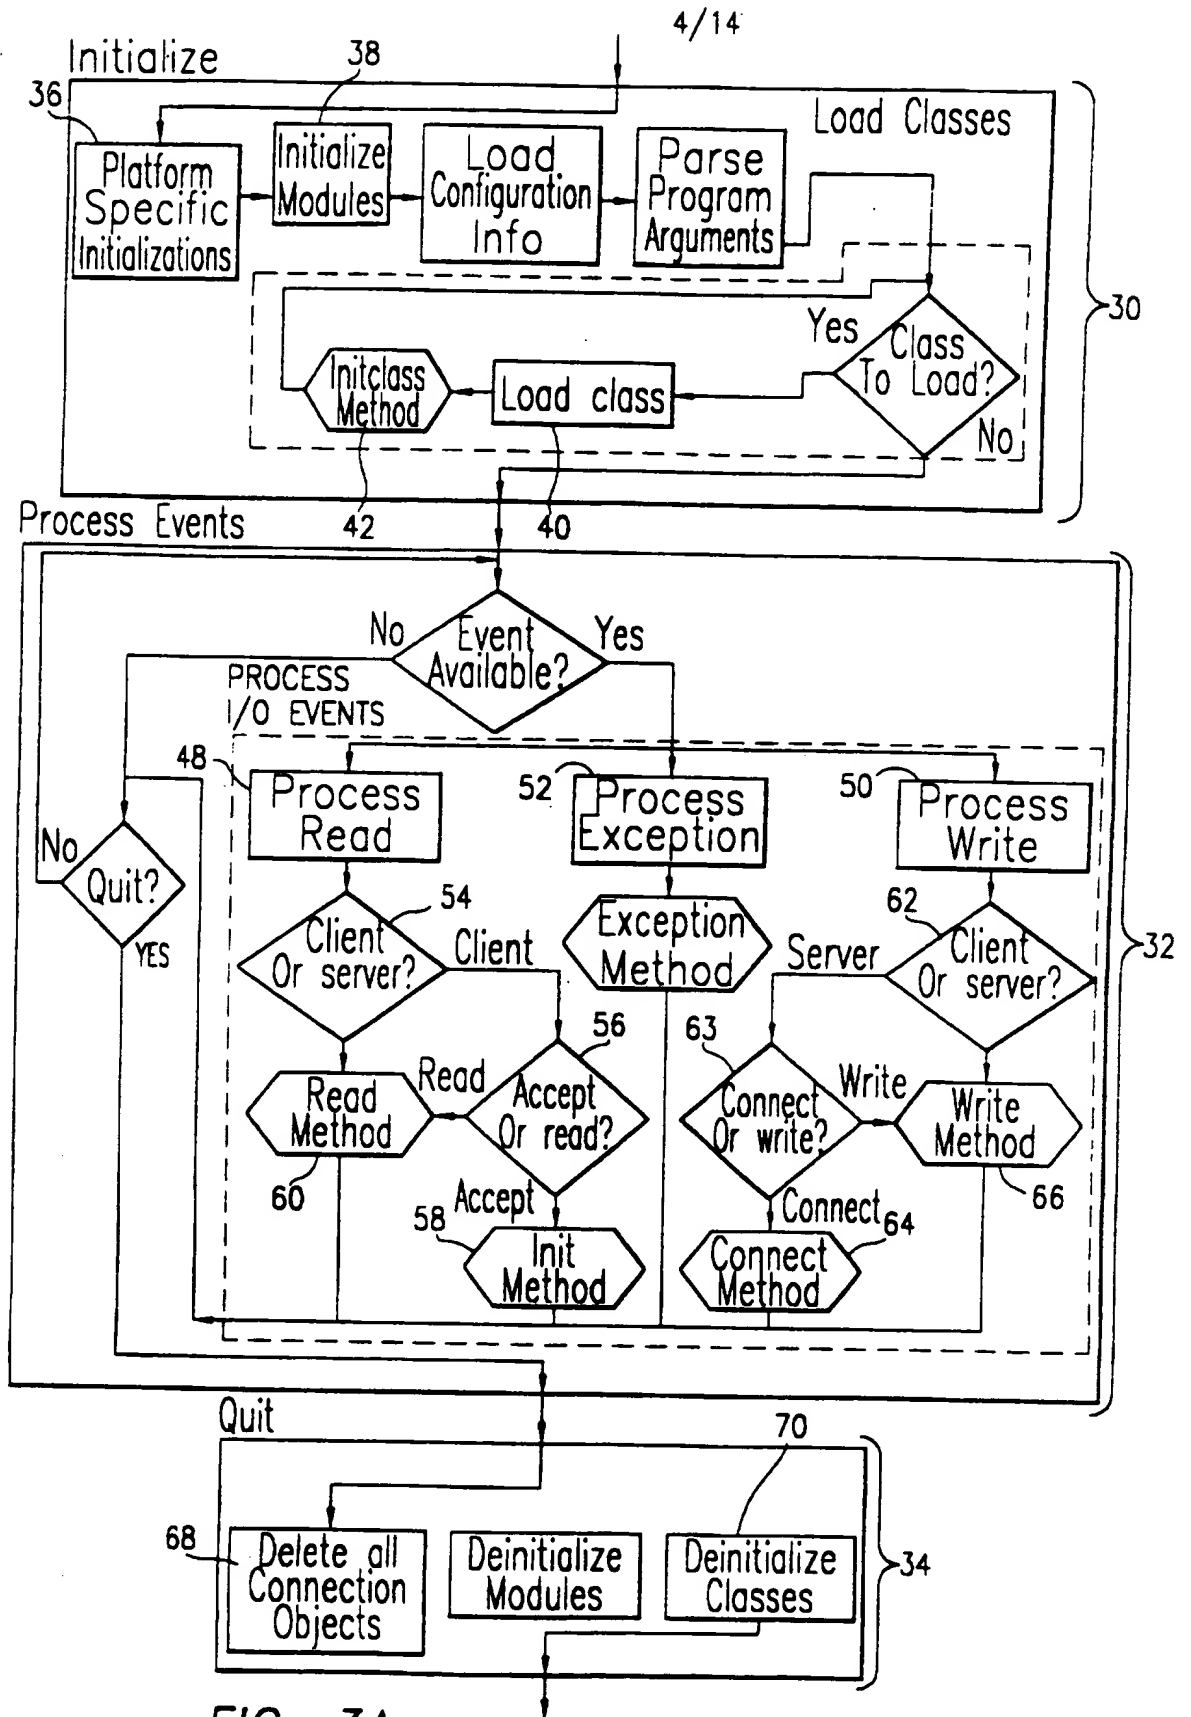 4/14
Initialize
38
36
Load Classes
Platform
Specific
Initializations
Initialize
Modules
Load
Configuration
Info
Parse
Program
Arguments
30
Yes
Class
To Load?
No
Initclass
Method
Load class
42
40
Process Events
No
Event
Available?
Yes
PROCESS
I/O EVENTS
48
Process
Read
52
Process
Exception
50
Process
Write
No
Quit?
YES
54
Client
Or server?
Client
Exception
Method
62
Server
Client
Or server?
32
56
63
Read
Method
Read
Accept
Or read?
Connect
Or write?
Write
Write
Method
60
66
Accept
58
Init
Method
Connect
64
Connect
Method
Quit
70
68
Delete all
Connection
Objects
Deinitialize
Modules
Deinitialize
Classes
34
FIG. 3A